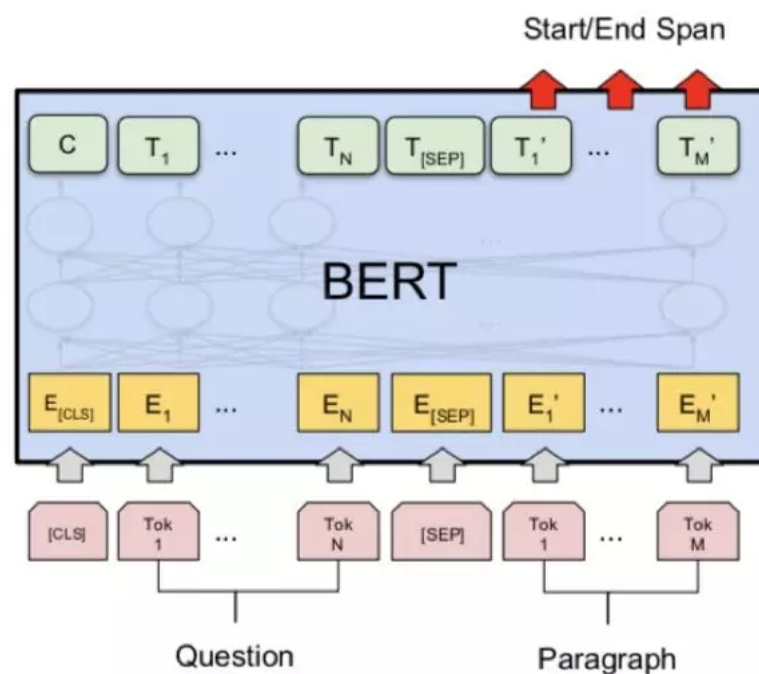 Start/End Span
C T1 ... TN T[SEP] T1' ... TM'
...
BERT
...
E[CLS] E1 ... EN E[SEP] E1' ... EM'
[CLS] Tok 1 ... Tok N [SEP] Tok 1 ... Tok M
Question Paragraph